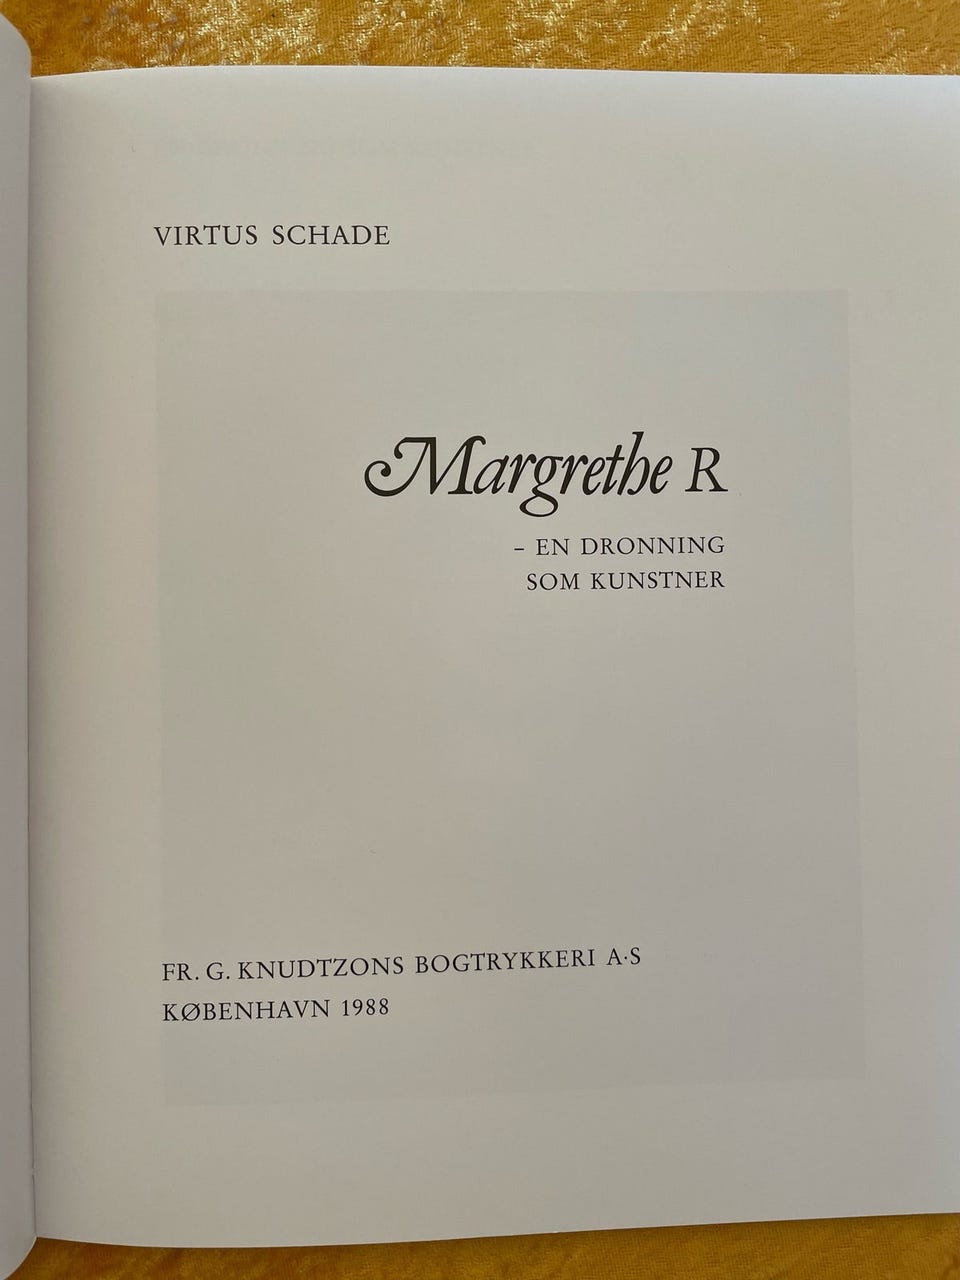 VIRTUS SCHADE
Margrethe R
– EN DRONNING
SOM KUNSTNER
FR. G. KNUDTZONS BOGTRYKKERI A·S
KØBENHAVN 1988